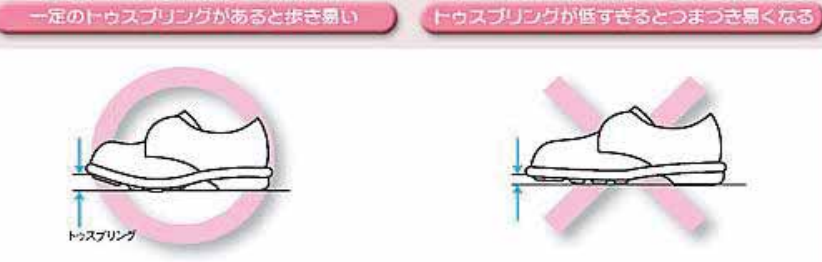 一定のトゥスプリングがあると歩き易い
トゥスプリングが低すぎるとつまづき易くなる
トゥスプリング